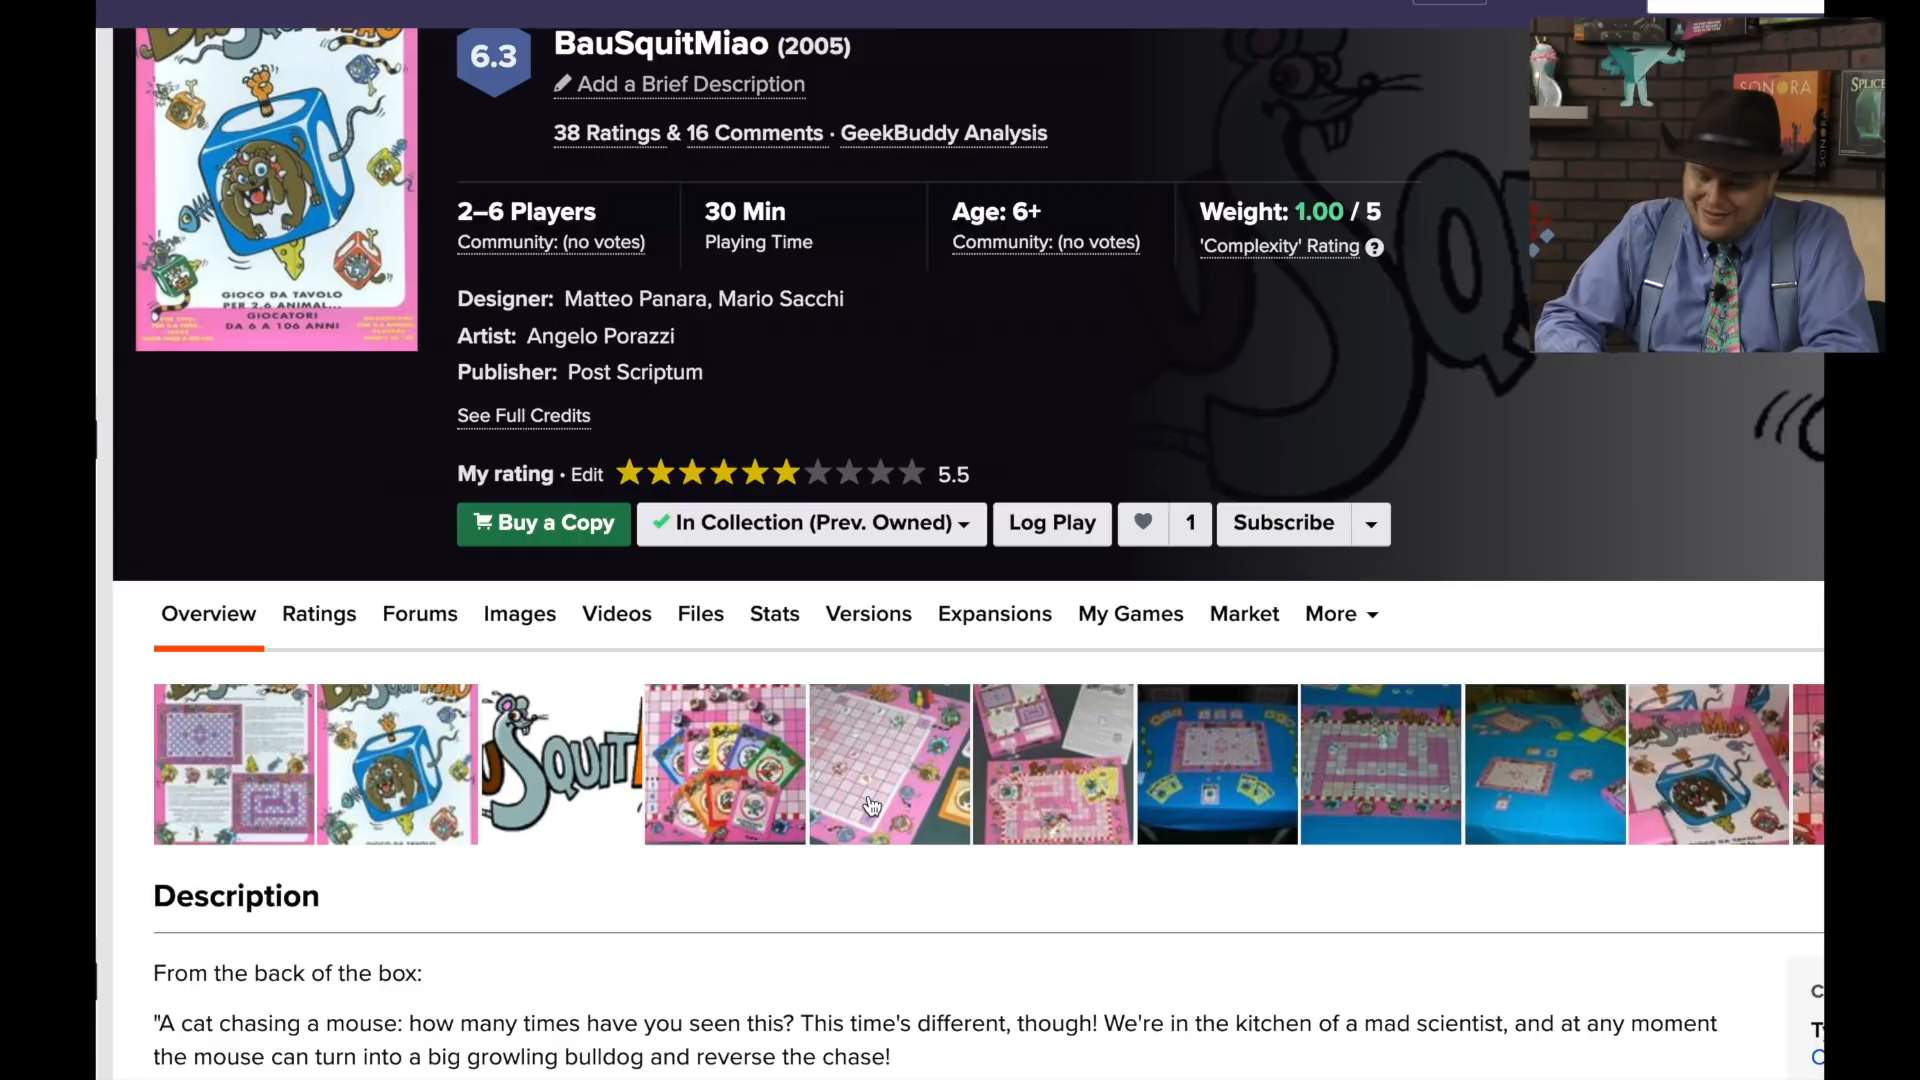 BauSquitMiao (2005)
6.3
Add a Brief Description
38 Ratings & 16 Comments · GeekBuddy Analysis
2–6 Players
Community: (no votes)
30 Min
Playing Time
Age: 6+
Community: (no votes)
Weight: 1.00 / 5
'Complexity' Rating ?
GIOCO DA TAVOLO
PER 2.6 ANIMAL...
GIOCATORI
DA 6 A 106 ANNI
SONORA
SPLICE
SONORA
Designer: Matteo Panara, Mario Sacchi
Artist: Angelo Porazzi
Publisher: Post Scriptum
See Full Credits
My rating · Edit 5.5
Buy a Copy
In Collection (Prev. Owned)
Log Play
1
Subscribe
Overview Ratings Forums Images Videos Files Stats Versions Expansions My Games Market More
SQUIT
Description
From the back of the box:
"A cat chasing a mouse: how many times have you seen this? This time's different, though! We're in the kitchen of a mad scientist, and at any moment
the mouse can turn into a big growling bulldog and reverse the chase!